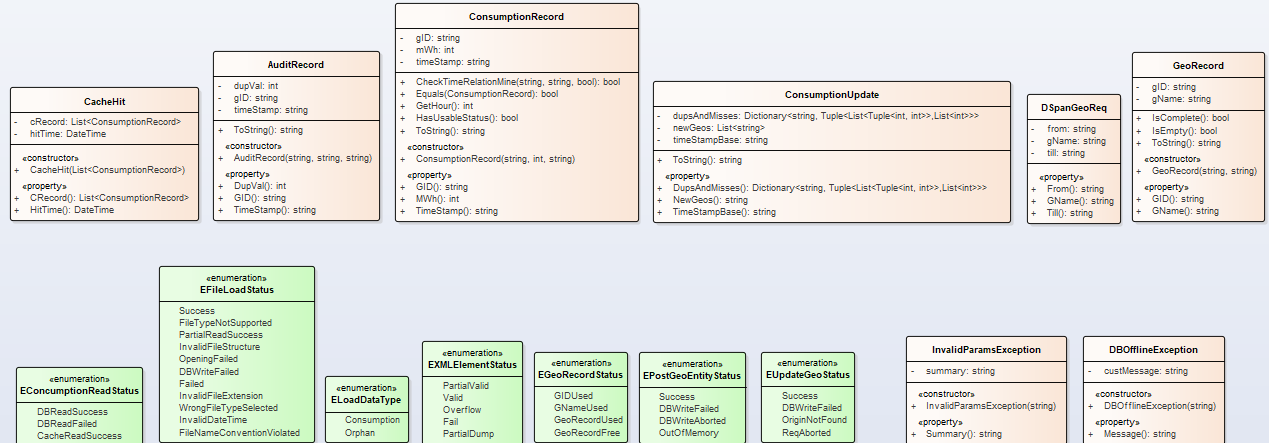 CacheHit
- cRecord: List<ConsumptionRecord>
- hitTime: DateTime
«constructor»
+ CacheHit(List<ConsumptionRecord>)
«property»
+ CRecord(): List<ConsumptionRecord>
+ HitTime(): DateTime
AuditRecord
- dupVal: int
- gID: string
- timeStamp: string
+ ToString(): string
«constructor»
+ AuditRecord(string, string, string)
«property»
+ DupVal(): int
+ GID(): string
+ TimeStamp(): string
ConsumptionRecord
- gID: string
- mWh: int
- timeStamp: string
+ CheckTimeRelationMine(string, string, bool): bool
+ Equals(ConsumptionRecord): bool
+ GetHour(): int
+ HasUsableStatus(): bool
+ ToString(): string
«constructor»
+ ConsumptionRecord(string, int, string)
«property»
+ GID(): string
+ MWh(): int
+ TimeStamp(): string
ConsumptionUpdate
- dupsAndMisses: Dictionary<string, Tuple<List<Tuple<int, int>>,List<int>>>
- newGeos: List<string>
- timeStampBase: string
+ ToString(): string
«property»
+ DupsAndMisses(): Dictionary<string, Tuple<List<Tuple<int, int>>,List<int>>>
+ NewGeos(): List<string>
+ TimeStampBase(): string
DSpanGeoReq
- from: string
- gName: string
- till: string
«property»
+ From(): string
+ GName(): string
+ Till(): string
GeoRecord
- gID: string
- gName: string
+ IsComplete(): bool
+ IsEmpty(): bool
+ ToString(): string
«constructor»
+ GeoRecord(string, string)
«property»
+ GID(): string
+ GName(): string
«enumeration»
EConcumptionReadStatus
DBReadSuccess
DBReadFailed
CacheReadSuccess
«enumeration»
EFileLoadStatus
Success
FileTypeNotSupported
PartialReadSuccess
InvalidFileStructure
OpeningFailed
DBWriteFailed
Failed
InvalidFileExtension
WrongFileTypeSelected
InvalidDateTime
FileNameConventionViolated
«enumeration»
ELoadDataType
Consumption
Orphan
«enumeration»
EXMLElementStatus
PartialValid
Valid
Overflow
Fail
PartialDump
«enumeration»
EGeoRecordStatus
GIDUsed
GNameUsed
GeoRecordUsed
GeoRecordFree
«enumeration»
EPostGeoEntityStatus
Success
DBWriteFailed
DBWriteAborted
OutOfMemory
«enumeration»
EUpdateGeoStatus
Success
DBWriteFailed
OriginNotFound
ReqAborted
InvalidParamsException
- summary: string
«constructor»
+ InvalidParamsException(string)
«property»
+ Summary(): string
DBOfflineException
- custMessage: string
«constructor»
+ DBOfflineException(string)
«property»
+ Message(): string